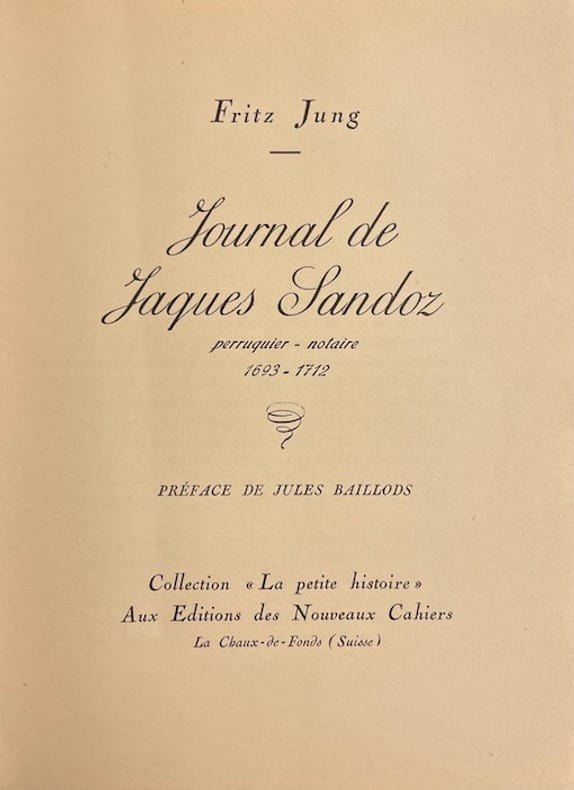 Fritz Jung
Journal de
Jaques Sandoz
perruquier - notaire
1693 - 1712
PRÉFACE DE JULES BAILLODS
Collection « La petite histoire »
Aux Editions des Nouveaux Cahiers
La Chaux-de-Fonds (Suisse)